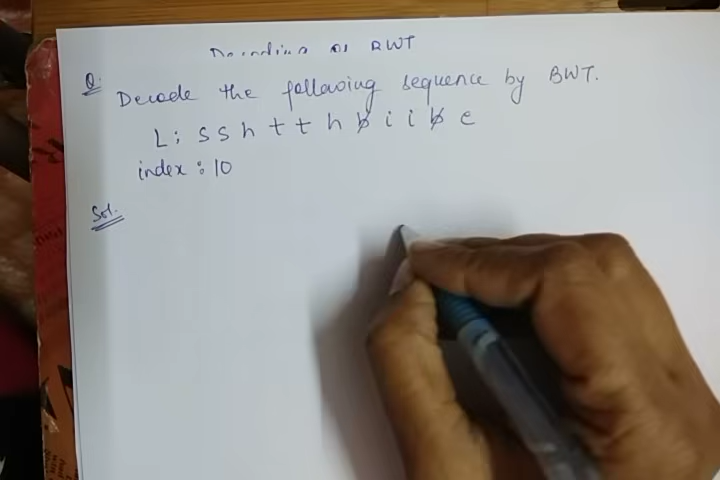 Decoding of BWT
Q. Decode the following sequence by BWT.
L: s s h t t h b̸ i i b̸ e
index : 10
Sol.